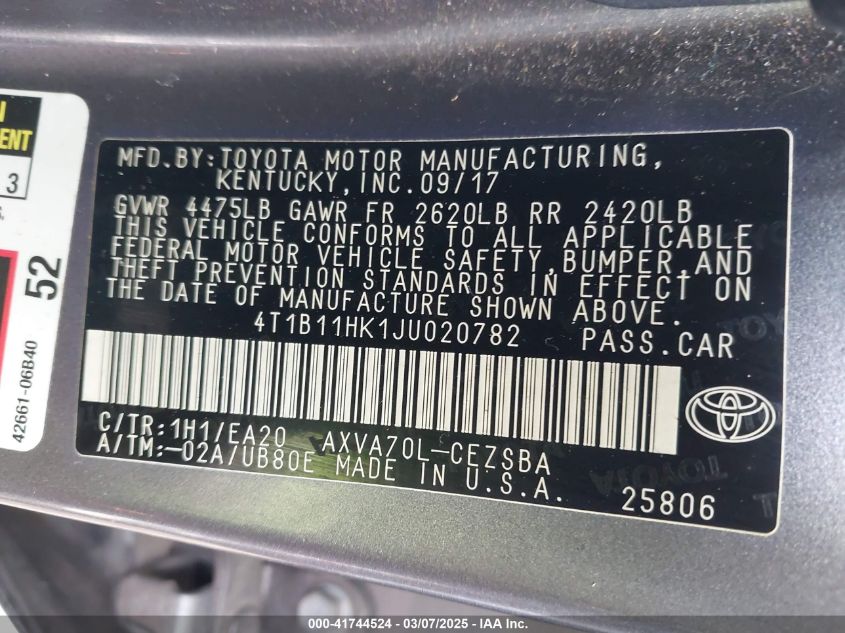 N
ENT
3
52
42661-06B40
MFD.BY:TOYOTA MOTOR MANUFACTURING,
KENTUCKY,INC.09/17
GVWR 4475LB GAWR FR 2620LB RR 2420LB
THIS VEHICLE CONFORMS TO ALL APPLICABLE
FEDERAL MOTOR VEHICLE SAFETY,BUMPER,AND
THEFT PREVENTION STANDARDS IN EFFECT ON
THE DATE OF MANUFACTURE SHOWN ABOVE.
4T1B11HK1JU020782 PASS.CAR
C/TR:1H1/EA20 AXVA70L-CEZSBA
A/TM:-02A/UB80E MADE IN U.S.A. 25806
000-41744524 - 03/07/2025 - IAA, Inc.